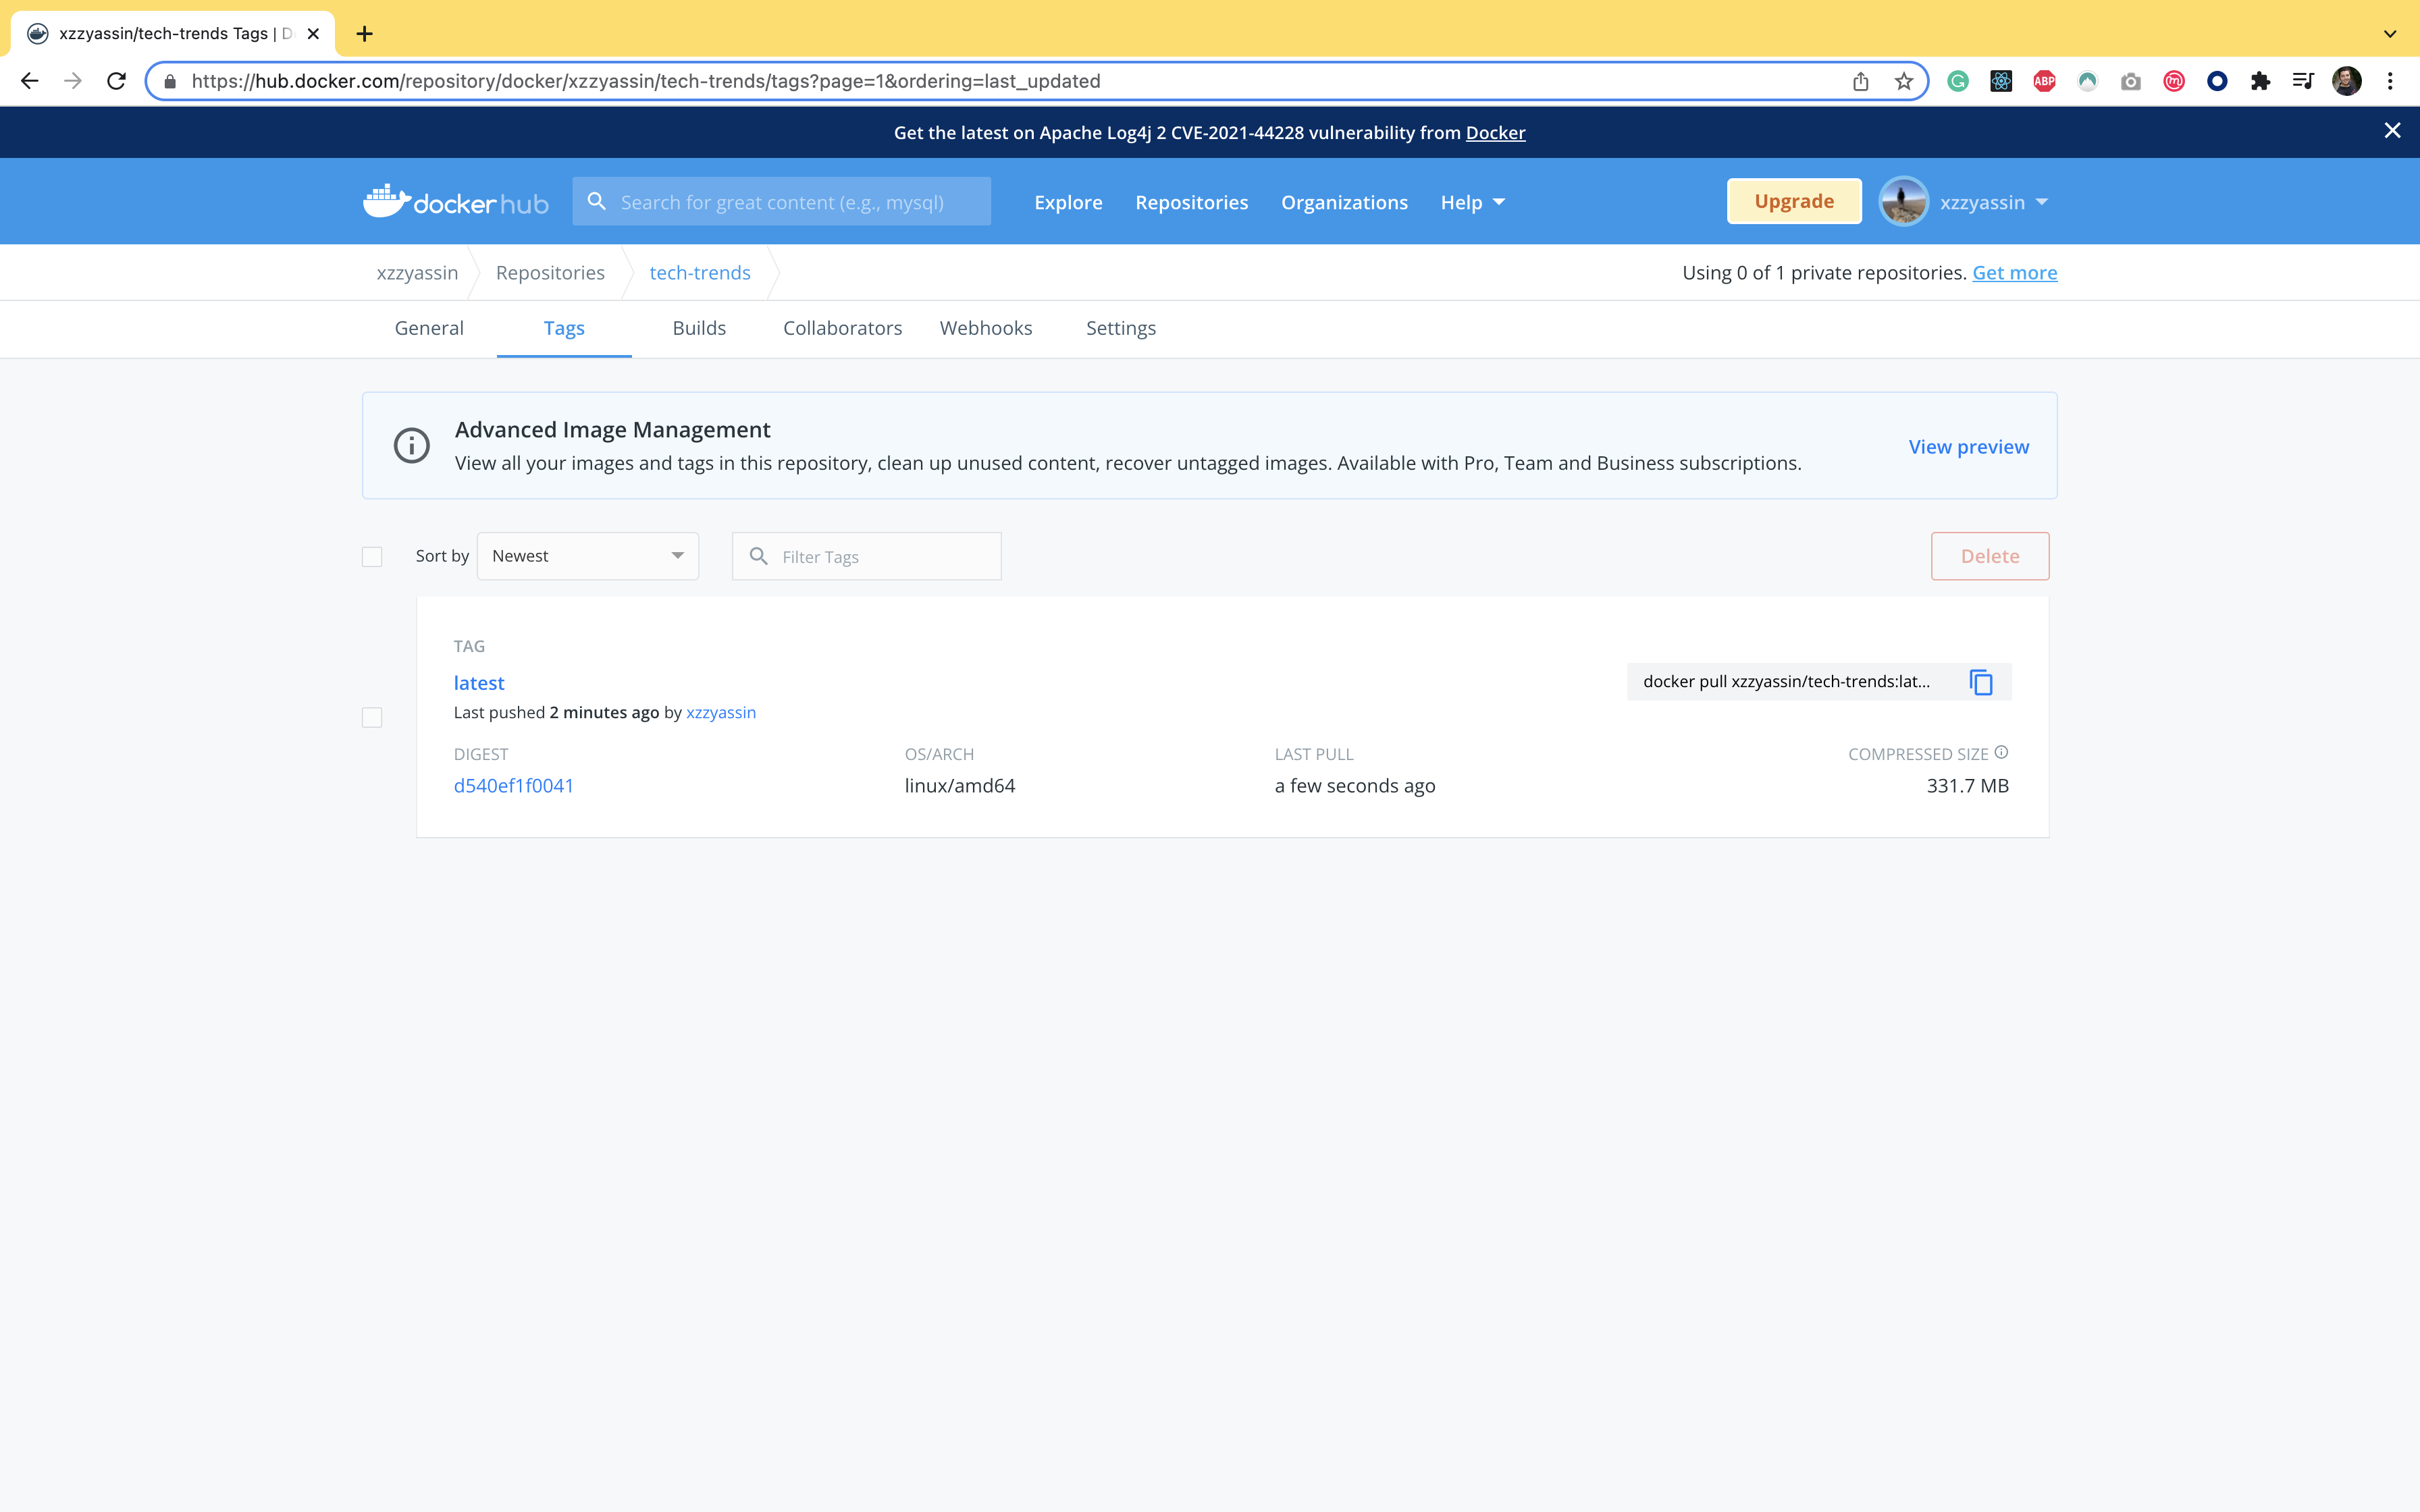 xzzyassin/tech-trends Tags | D
https://hub.docker.com/repository/docker/xzzyassin/tech-trends/tags?page=1&ordering=last_updated
ABP
Get the latest on Apache Log4j 2 CVE-2021-44228 vulnerability from Docker
docker hub
Search for great content (e.g., mysql)
Explore
Repositories
Organizations
Help
Upgrade
xzzyassin
xzzyassin
Repositories
tech-trends
Using 0 of 1 private repositories. Get more
General
Tags
Builds
Collaborators
Webhooks
Settings
Advanced Image Management
View all your images and tags in this repository, clean up unused content, recover untagged images. Available with Pro, Team and Business subscriptions.
View preview
Sort by
Newest
Filter Tags
Delete
TAG
latest
docker pull xzzyassin/tech-trends:lat...
Last pushed 2 minutes ago by xzzyassin
DIGEST
OS/ARCH
LAST PULL
COMPRESSED SIZE
d540ef1f0041
linux/amd64
a few seconds ago
331.7 MB